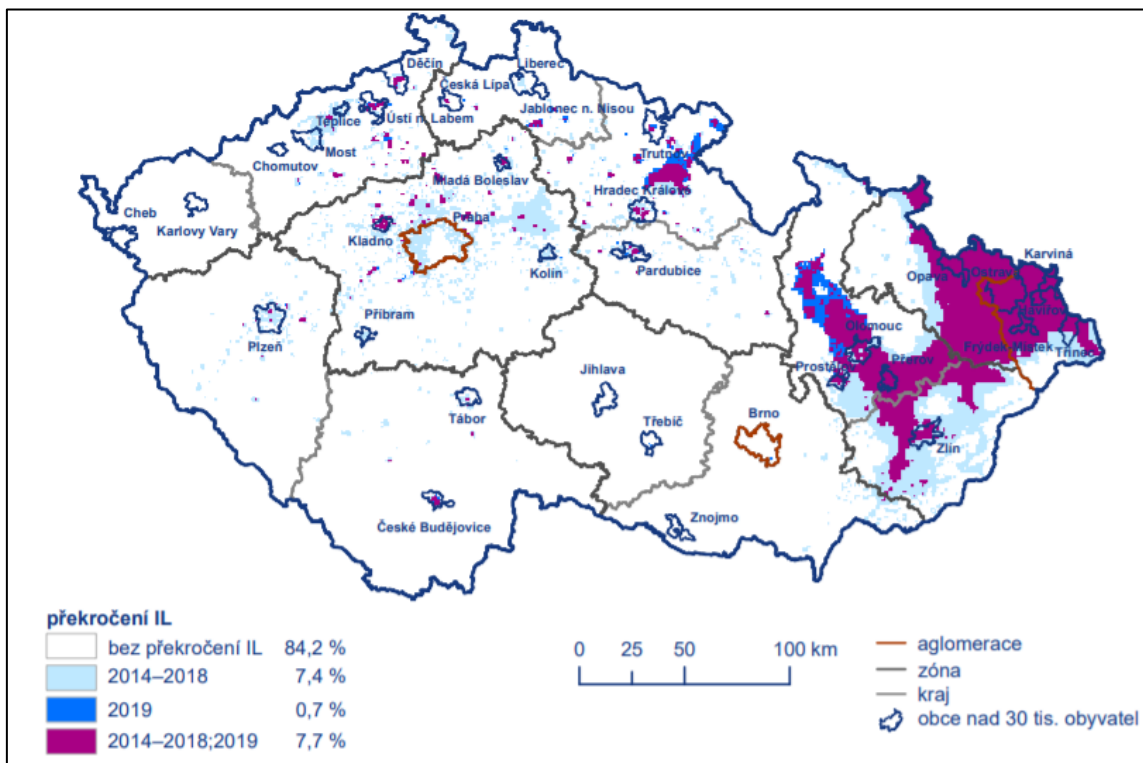 Děčín
Liberec
Česká Lípa
Jablonec n. Nisou
Teplice
Ústí n. Labem
Most
Chomutov
Trutnov
Mladá Boleslav
Hradec Králové
Cheb
Karlovy Vary
Praha
Kladno
Kolín
Pardubice
Karviná
Opava
Ostrava
Havířov
Příbram
Plzeň
Olomouc
Frýdek-Místek
Třinec
Prostějov
Přerov
Jihlava
Tábor
Třebíč
Brno
Zlín
České Budějovice
Znojmo
překročení IL
bez překročení IL 84,2 %
2014–2018 7,4 %
2019 0,7 %
2014–2018;2019 7,7 %
0 25 50 100 km
aglomerace
zóna
kraj
obce nad 30 tis. obyvatel